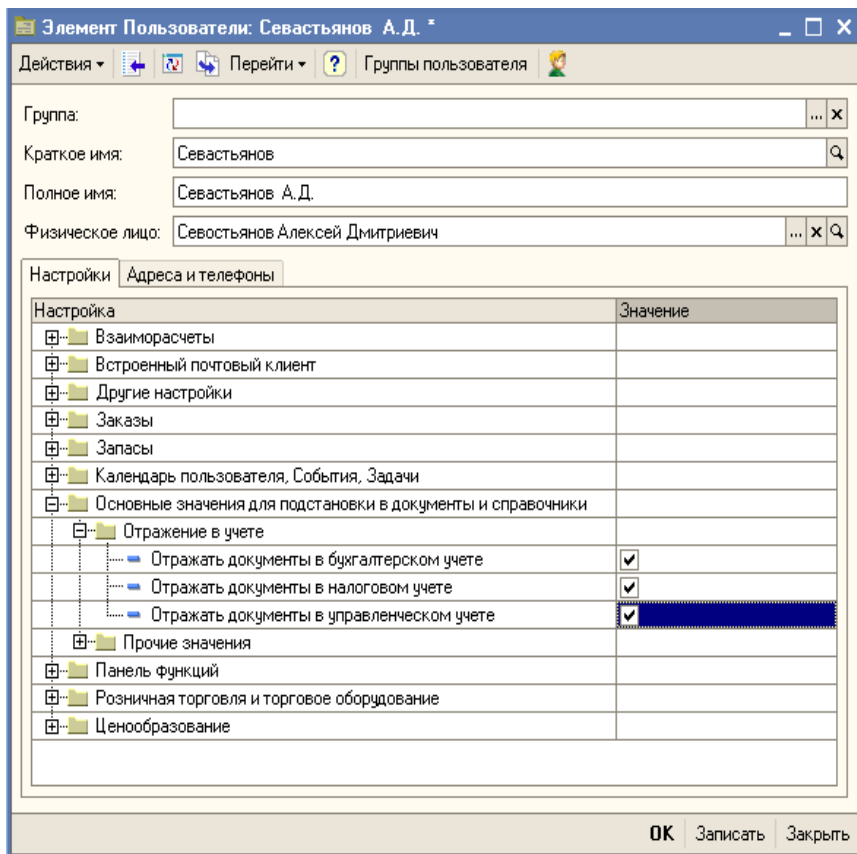 Элемент Пользователи: Севастьянов А.Д. *
Действия Перейти ? Группы пользователя
Группа: ...
Краткое имя: Севастьянов
Полное имя: Севастьянов А.Д.
Физическое лицо: Севостьянов Алексей Дмитриевич ...
Настройки Адреса и телефоны
Настройка Значение
Взаиморасчеты
Встроенный почтовый клиент
Другие настройки
Заказы
Запасы
Календарь пользователя, События, Задачи
Основные значения для подстановки в документы и справочники
Отражение в учете
Отражать документы в бухгалтерском учете
Отражать документы в налоговом учете
Отражать документы в управленческом учете
Прочие значения
Панель функций
Розничная торговля и торговое оборудование
Ценообразование
OK Записать Закрыть